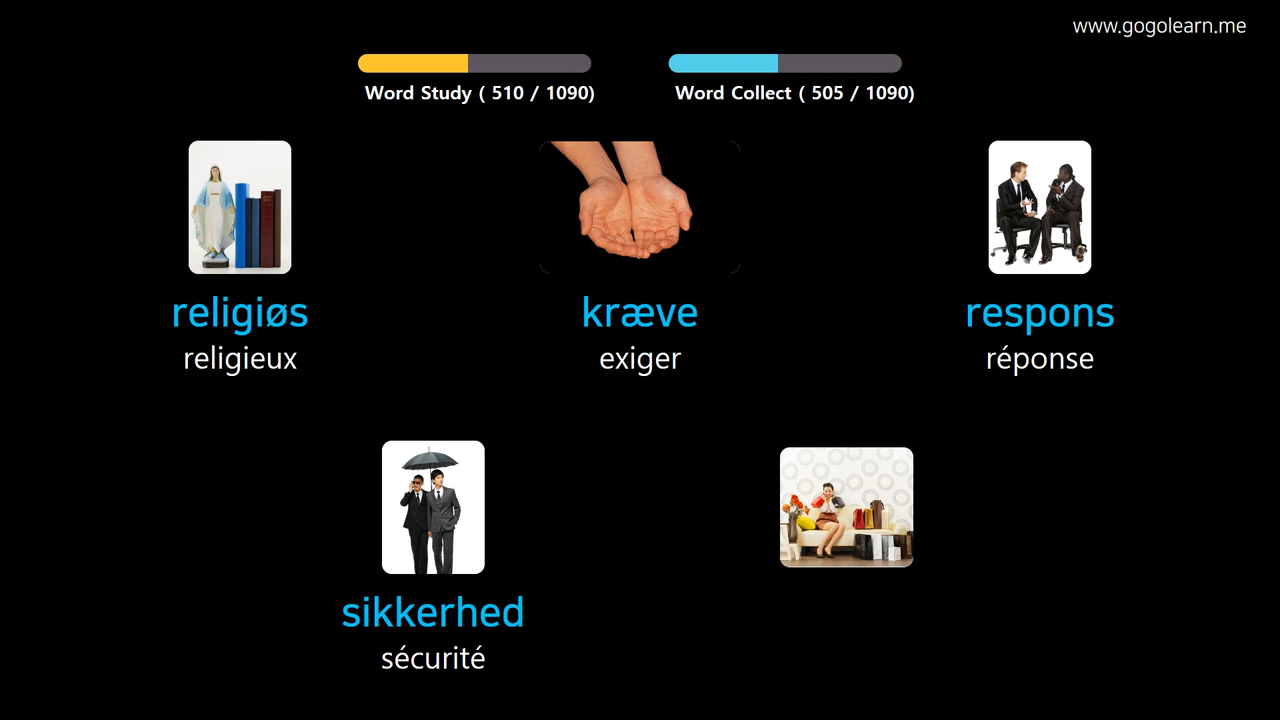 www.gogolearn.me
Word Study ( 510 / 1090)
Word Collect ( 505 / 1090)
religiøs
kræve
respons
religieux
exiger
réponse
sikkerhed
sécurité